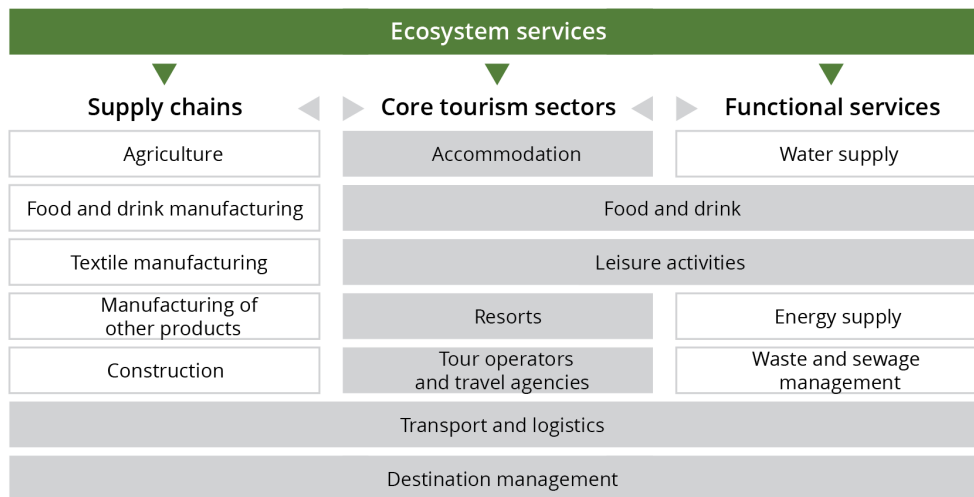 Ecosystem services
Supply chains
Core tourism sectors
Functional services
Agriculture
Accommodation
Water supply
Food and drink manufacturing
Food and drink
Textile manufacturing
Leisure activities
Manufacturing of
other products
Resorts
Energy supply
Construction
Tour operators
and travel agencies
Waste and sewage
management
Transport and logistics
Destination management